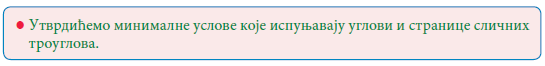 ● Утврдићемо минималне услове које испуњавају углови и странице сличних
троуглова.